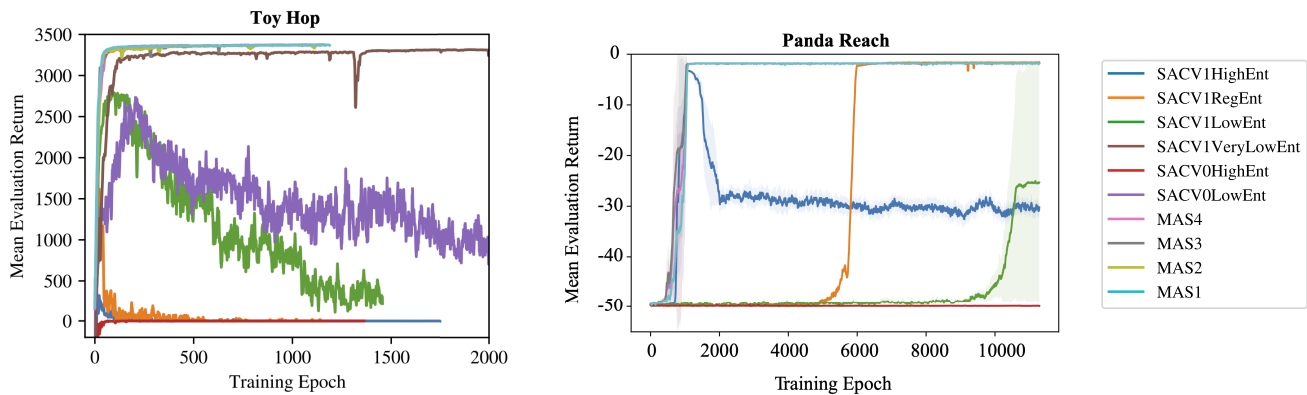 Toy Hop
Mean Evaluation Return
3500
3000
2500
2000
1500
1000
500
0
0
500
1000
1500
2000
Training Epoch
Panda Reach
Mean Evaluation Return
0
-10
-20
-30
-40
-50
0
2000
4000
6000
8000
10000
Training Epoch
SACV1HighEnt
SACV1RegEnt
SACV1LowEnt
SACV1VeryLowEnt
SACV0HighEnt
SACV0LowEnt
MAS4
MAS3
MAS2
MAS1